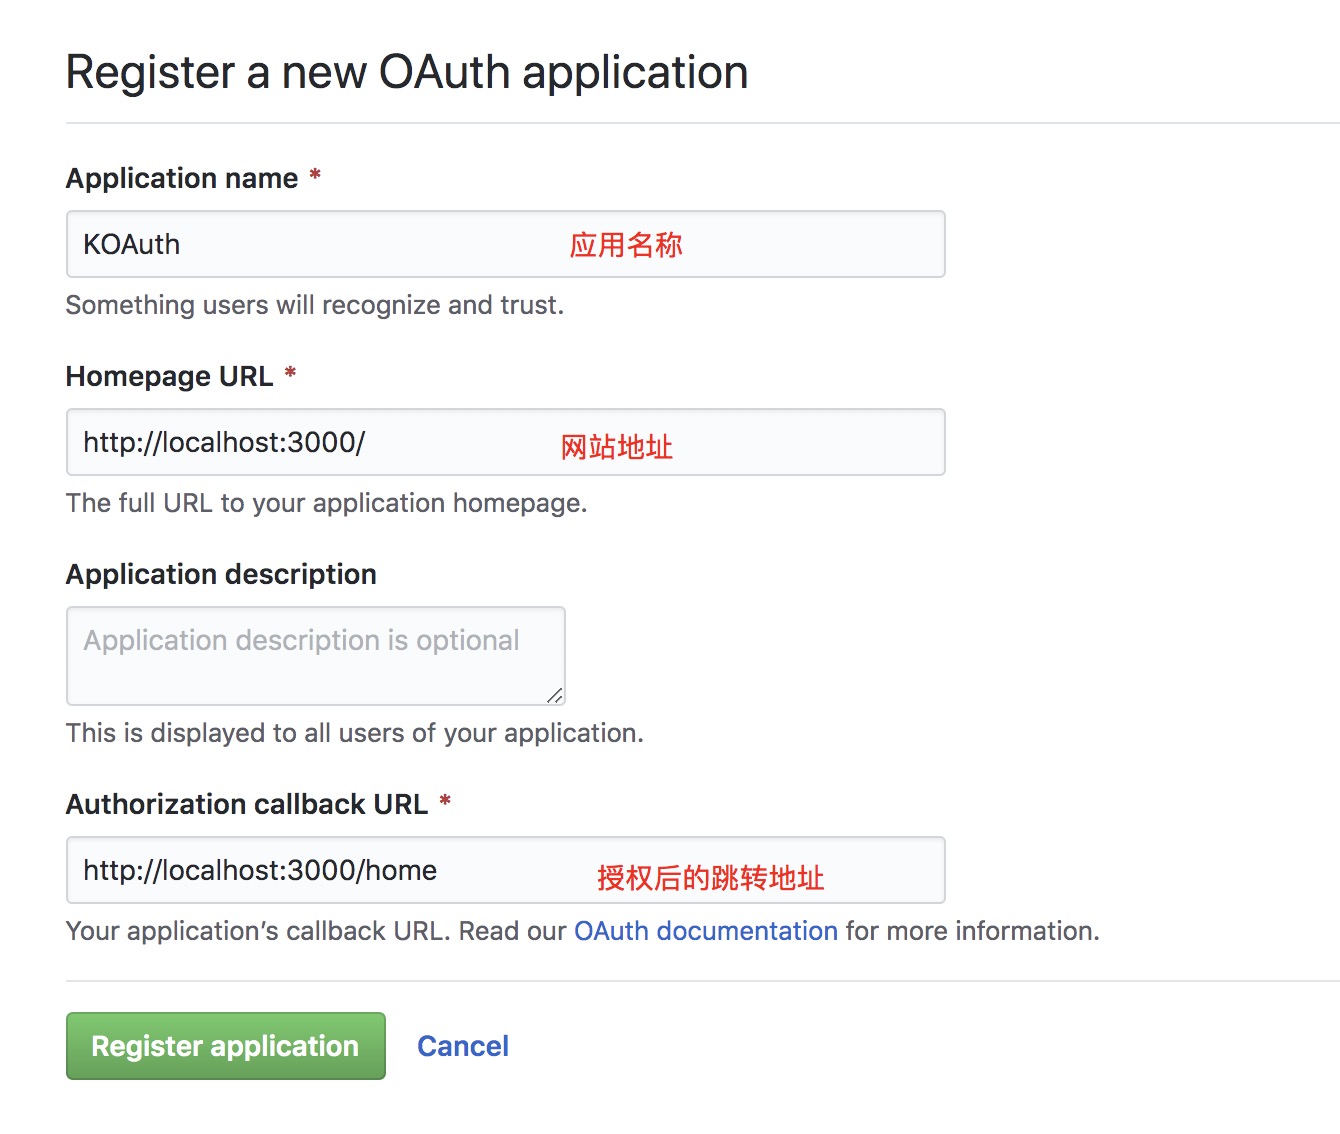 Register a new OAuth application
Application name *
KOAuth 应用名称
Something users will recognize and trust.
Homepage URL *
http://localhost:3000/ 网站地址
The full URL to your application homepage.
Application description
Application description is optional
This is displayed to all users of your application.
Authorization callback URL *
http://localhost:3000/home 授权后的跳转地址
Your application’s callback URL. Read our OAuth documentation for more information.
Register application Cancel